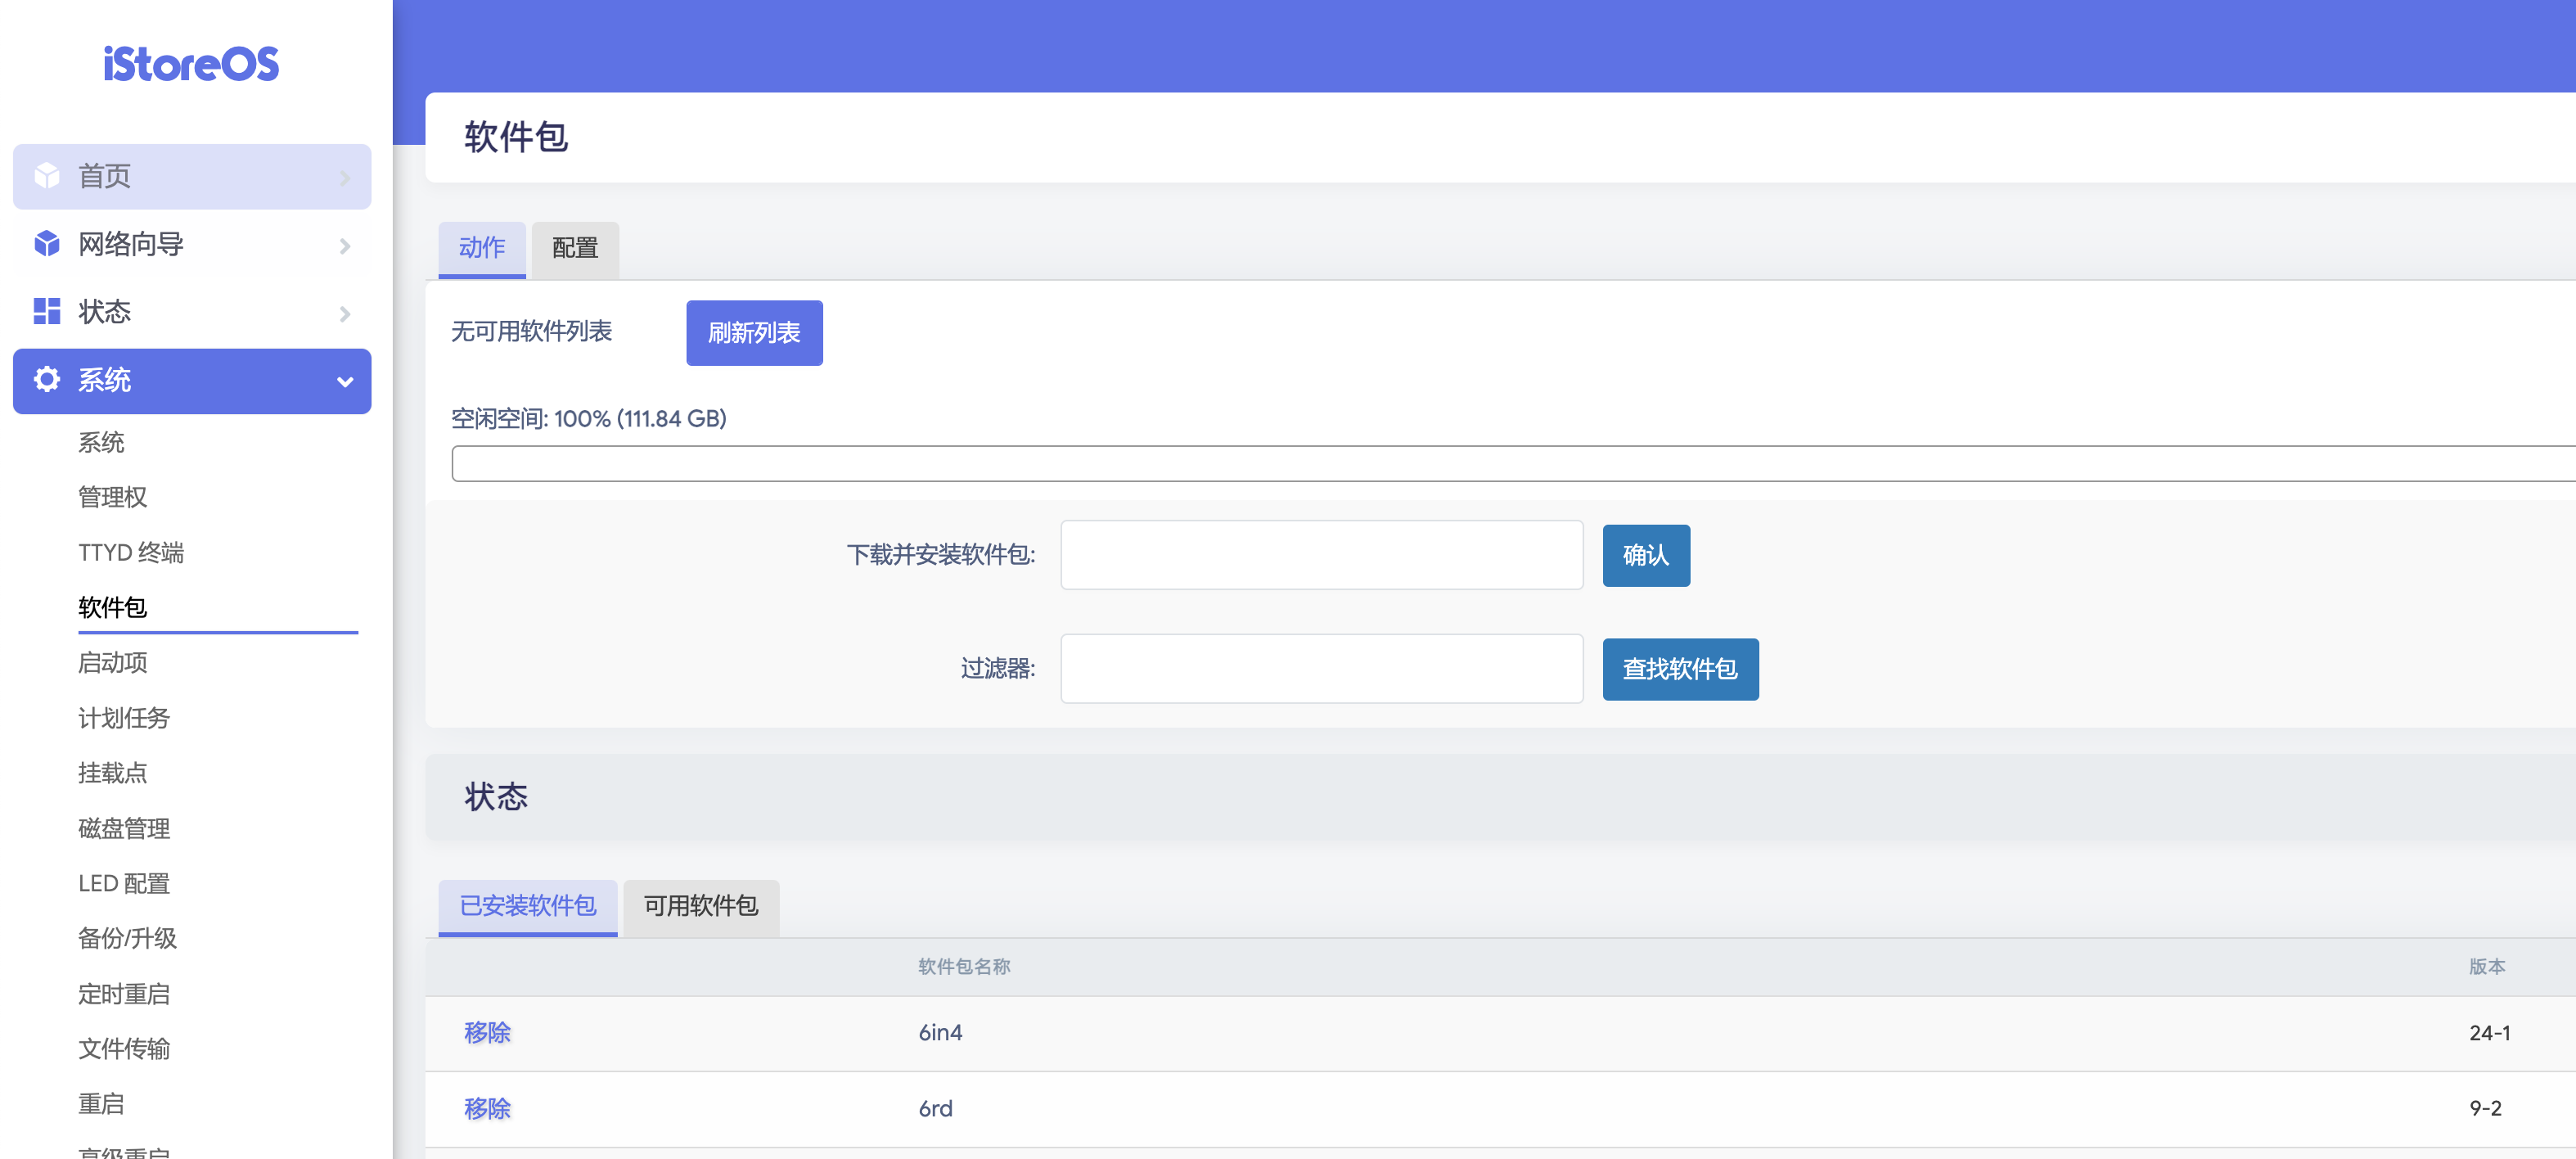 iStoreOS
首页
网络向导
状态
系统
系统
管理权
TTYD 终端
软件包
启动项
计划任务
挂载点
磁盘管理
LED 配置
备份/升级
定时重启
文件传输
重启
高级重启
软件包
动作
配置
无可用软件列表
刷新列表
空闲空间: 100% (111.84 GB)
下载并安装软件包:
确认
过滤器:
查找软件包
状态
已安装软件包
可用软件包
软件包名称 版本
移除 6in4 24-1
移除 6rd 9-2